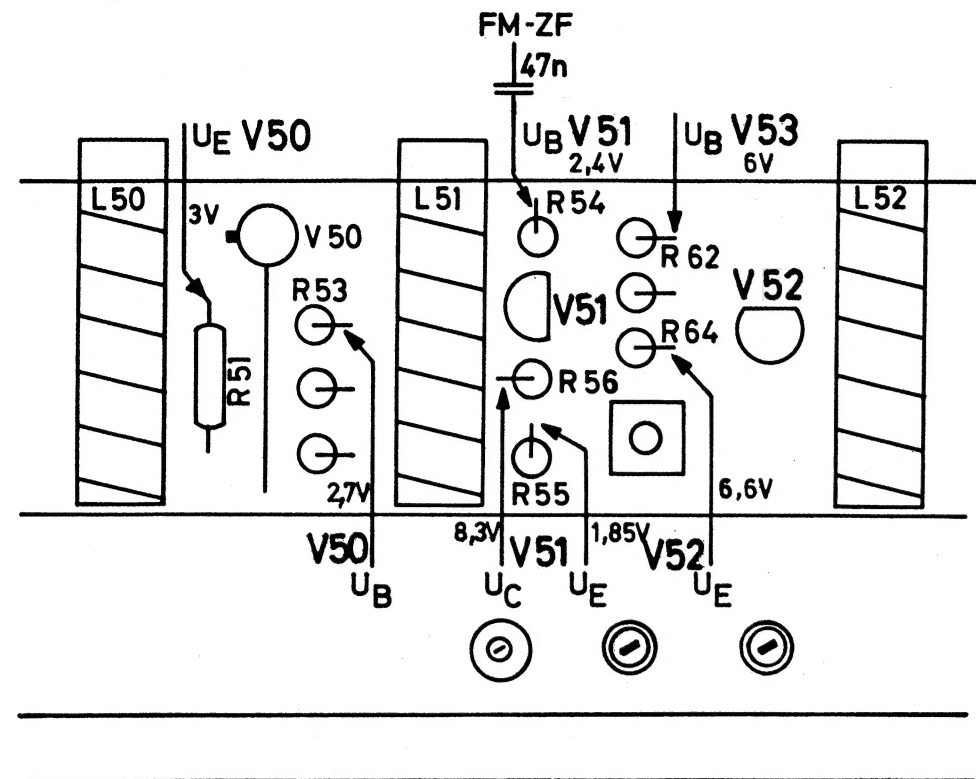 FM-ZF
47n
UE V50
UB V51
2,4V
UB V53
6V
L50
L51
R54
L52
3V
V50
R62
R53
V51
V52
R64
R51
R56
2,7V
R55
6,6V
8,3V
1,85V
V50
V51
V52
UB
UC
UE
UE